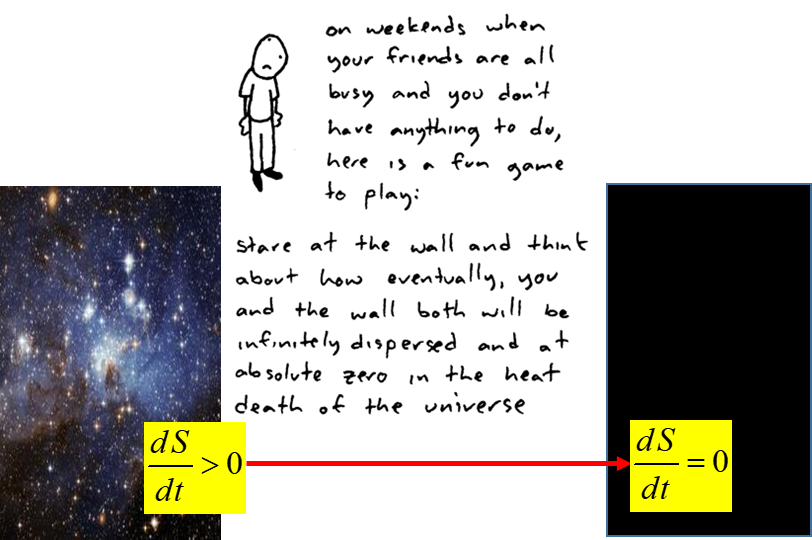 on weekends when
your friends are all
busy and you don't
have anything to do,
here is a fun game
to play:
stare at the wall and think
about how eventually, you
and the wall both will be
infinitely dispersed and at
absolute zero in the heat
death of the universe
dS/dt > 0
dS/dt = 0